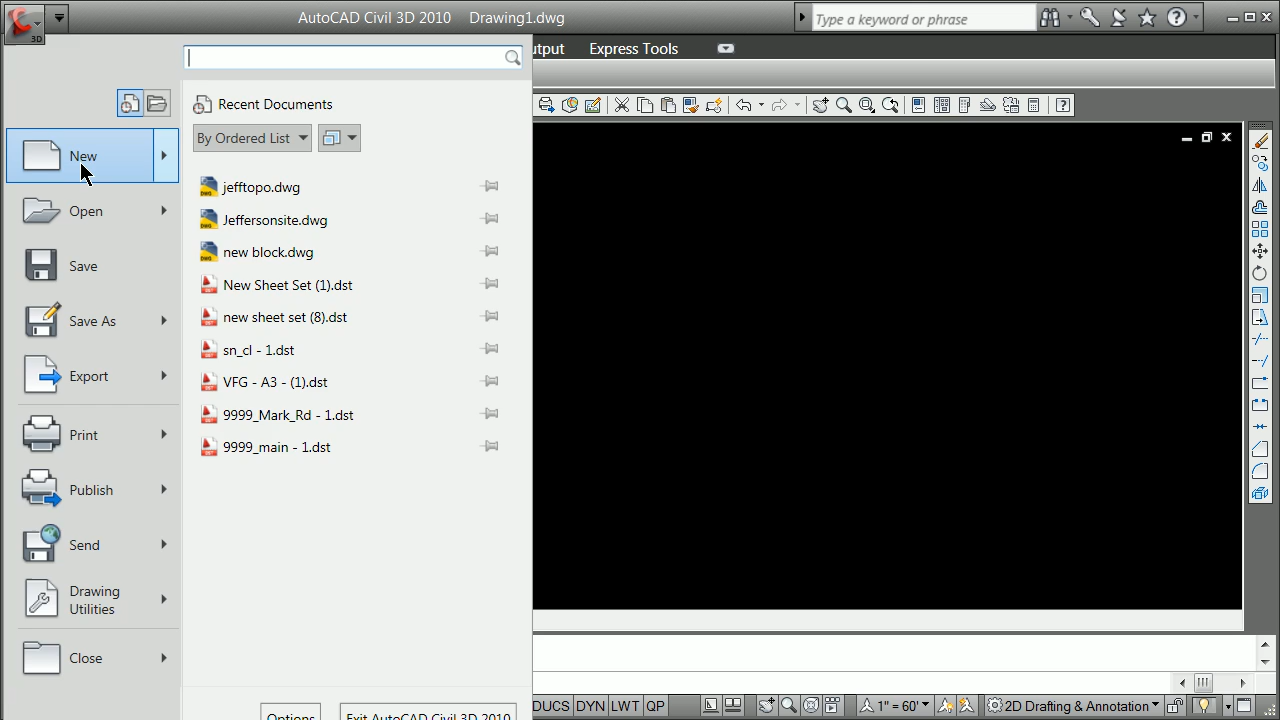 AutoCAD Civil 3D 2010 Drawing1.dwg
Type a keyword or phrase
3D
Express Tools
Recent Documents
By Ordered List
New
Open
Save
Save As
Export
Print
Publish
Send
Drawing
Utilities
Close
jefftopo.dwg
Jeffersonsite.dwg
new block.dwg
New Sheet Set (1).dst
new sheet set (8).dst
sn_cl - 1.dst
VFG - A3 - (1).dst
9999_Mark_Rd - 1.dst
9999_main - 1.dst
Options
Exit AutoCAD Civil 3D 2010
DUCS DYN LWT QP
1" = 60'
2D Drafting & Annotation